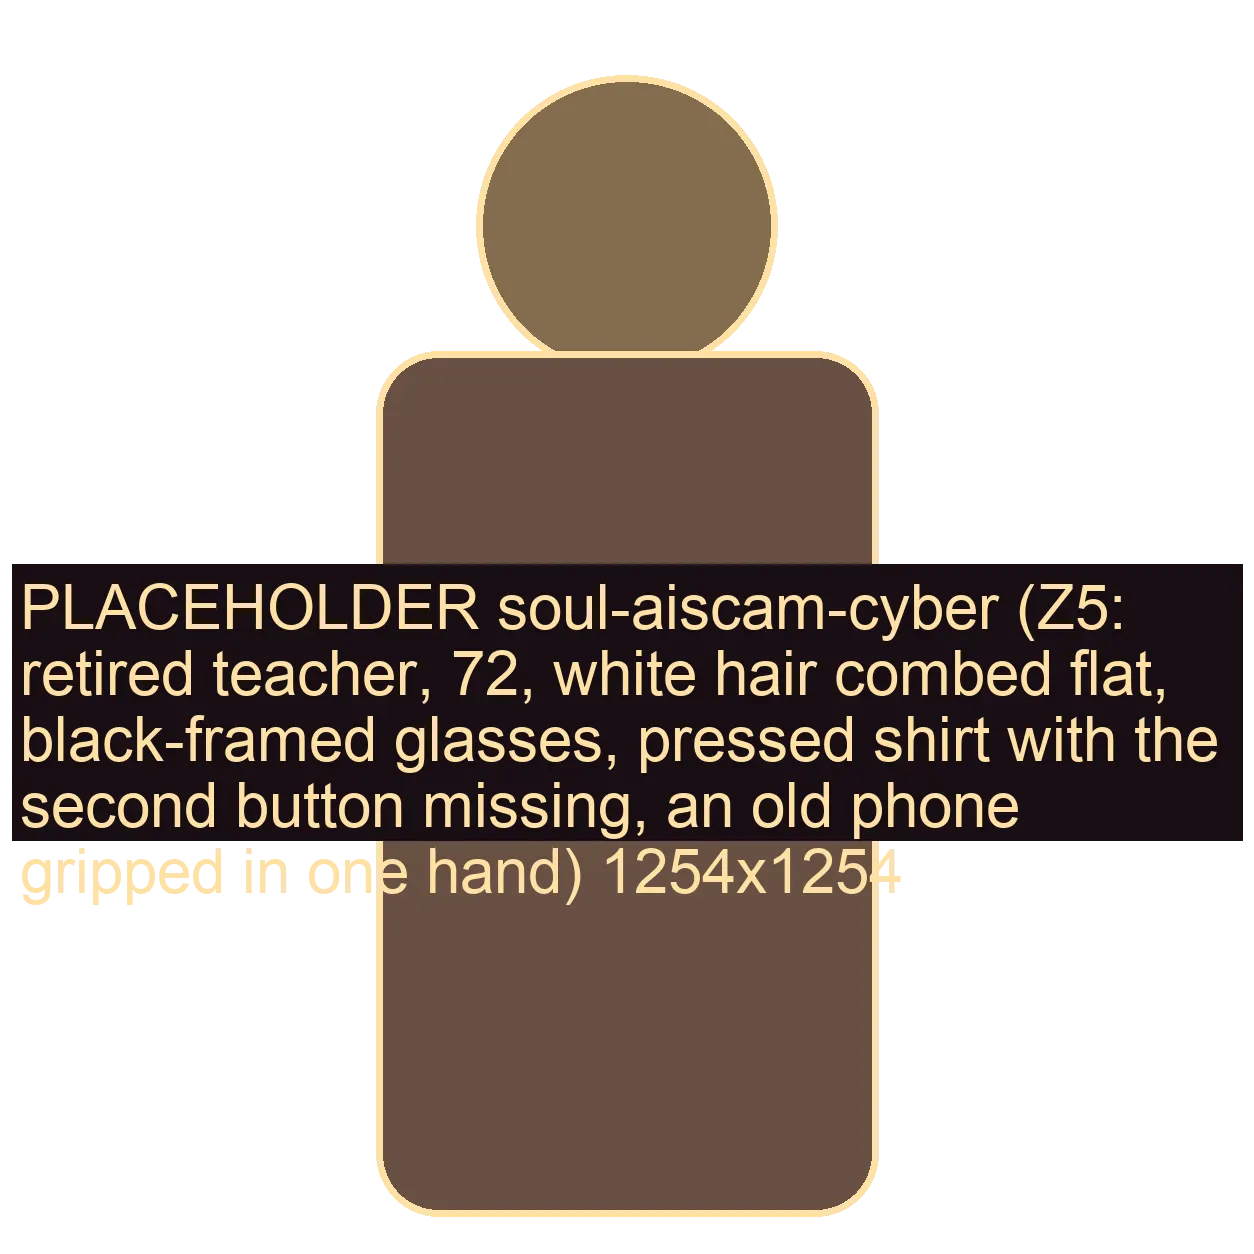 PLACEHOLDER soul-aiscam-cyber (Z5:
retired teacher, 72, white hair combed flat,
black-framed glasses, pressed shirt with the
second button missing, an old phone
gripped in one hand) 1254x1254